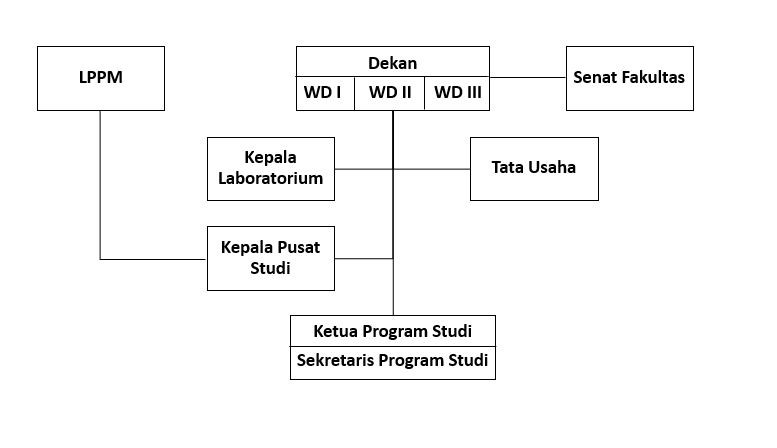 LPPM
Dekan
WD I
WD II
WD III
Senat Fakultas
Kepala
Laboratorium
Tata Usaha
Kepala Pusat
Studi
Ketua Program Studi
Sekretaris Program Studi